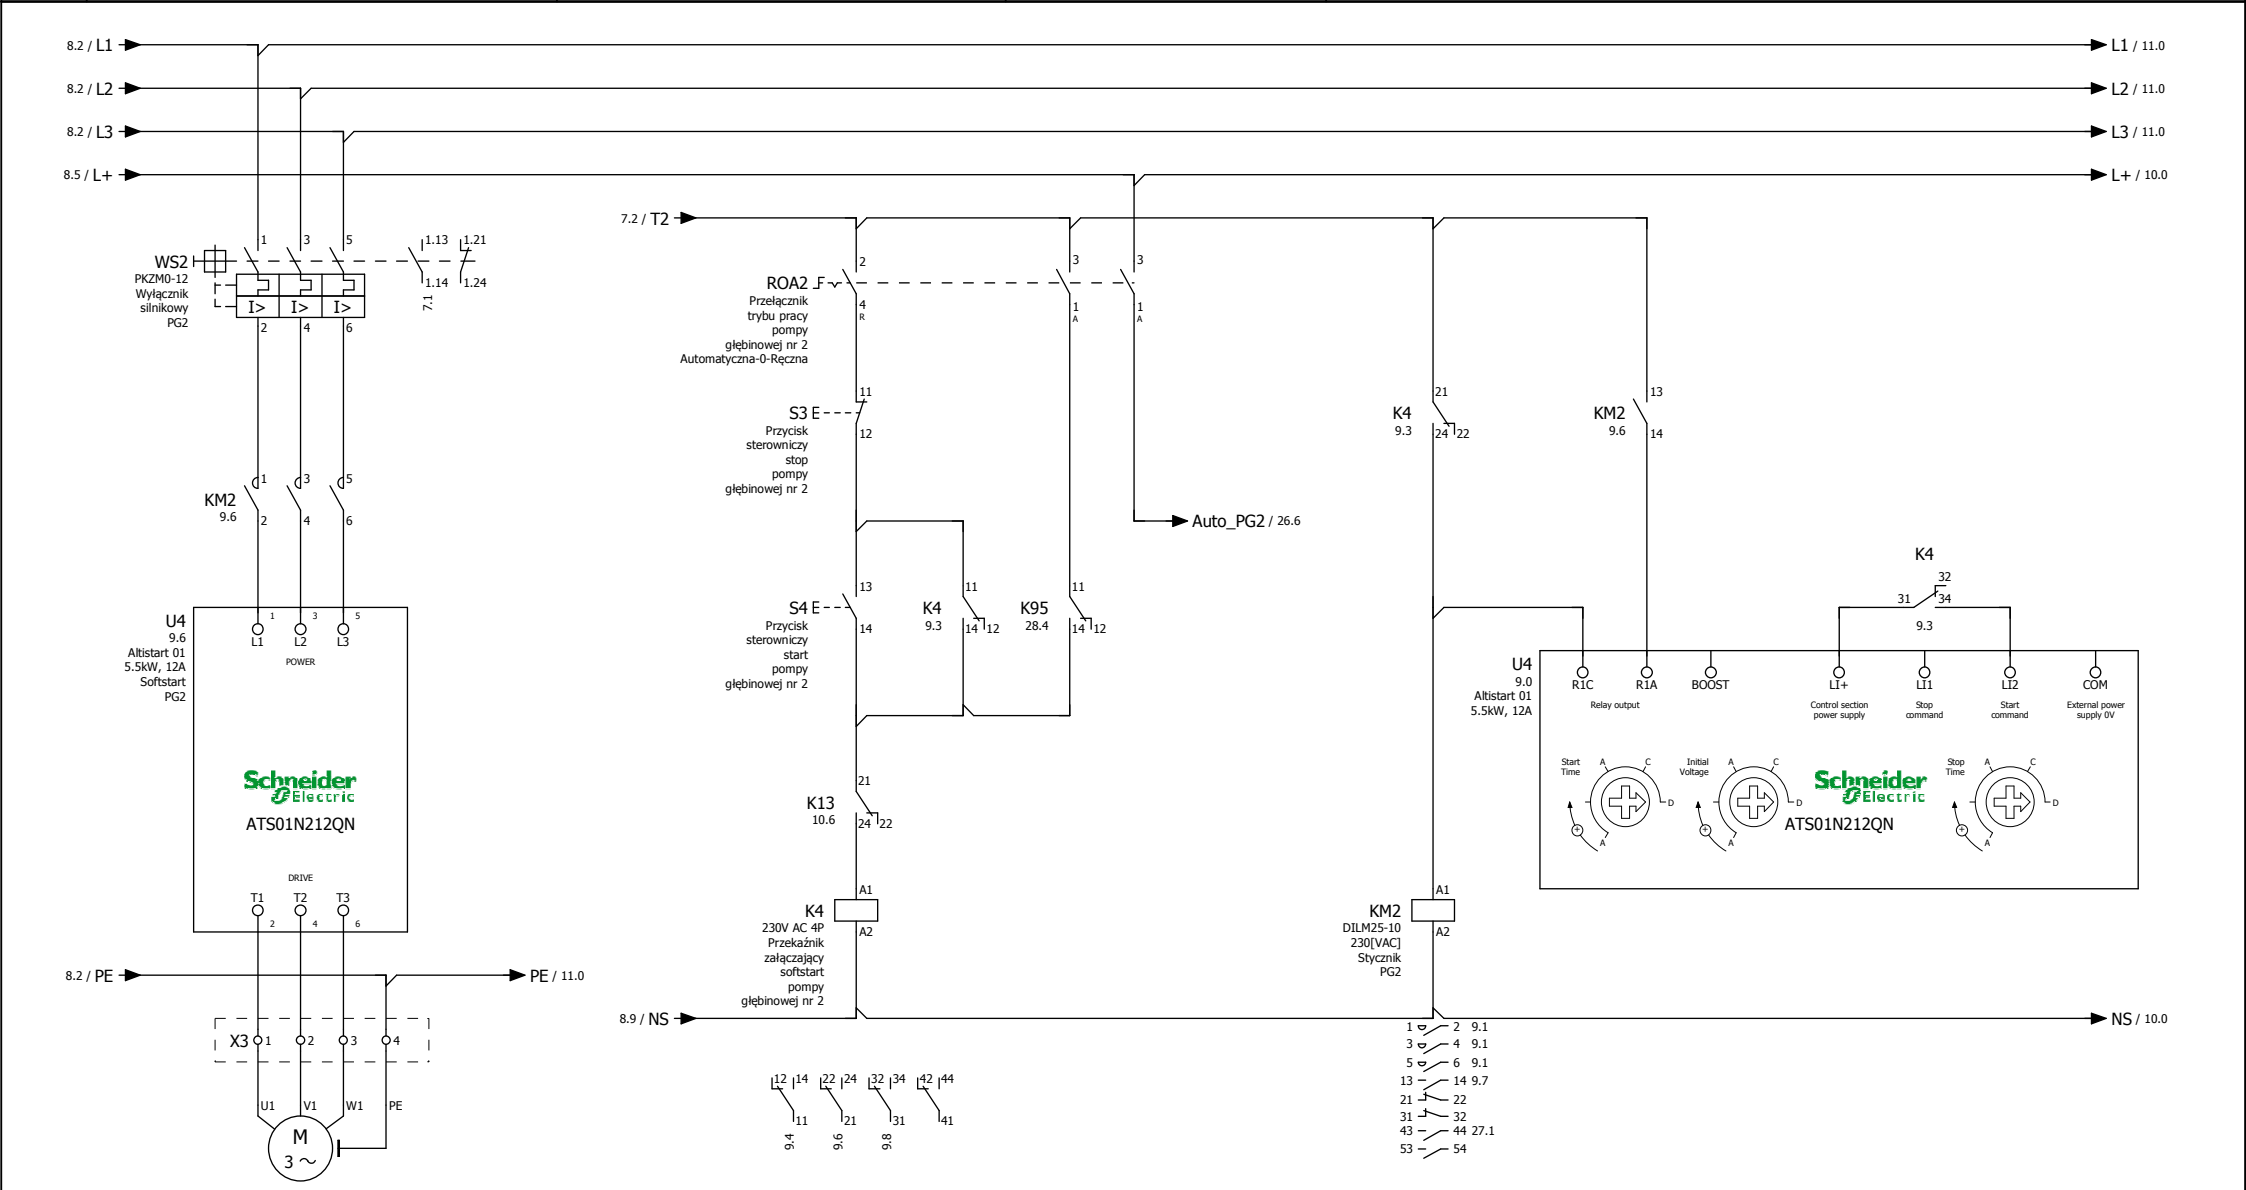 8.2 / L1
L1 / 11.0
8.2 / L2
L2 / 11.0
8.2 / L3
L3 / 11.0
8.5 / L+
L+ / 10.0
7.2 / T2
WS2
PKZM0-12
Wyłącznik
silnikowy
PG2
1
3
5
1.13
1.21
1.14
1.24
7.1
I>
I>
I>
2
4
6
ROA2
Przełącznik
trybu pracy
pompy
głębinowej nr 2
Automatyczna-0-Ręczna
2
4
R
3
1
A
3
1
A
S3
Przycisk
sterowniczy
stop
pompy
głębinowej nr 2
11
12
K4
9.3
21
24
22
KM2
9.6
13
14
KM2
9.6
1
3
5
2
4
6
Auto_PG2 / 26.6
S4
Przycisk
sterowniczy
start
pompy
głębinowej nr 2
13
14
K4
9.3
11
14
12
K95
28.4
11
14
12
K4
32
31
34
9.3
U4
9.6
Altistart 01
5.5kW, 12A
Softstart
PG2
1
3
5
L1
L2
L3
POWER
Schneider
Electric
ATS01N212QN
DRIVE
T1
T2
T3
2
4
6
U4
9.0
Altistart 01
5.5kW, 12A
R1C
R1A
BOOST
LI+
LI1
LI2
COM
Relay output
Control section
power supply
Stop
command
Start
command
External power
supply 0V
Start
Time
A
C
D
A
Initial
Voltage
A
C
D
A
Schneider
Electric
ATS01N212QN
Stop
Time
A
C
D
A
K13
10.6
21
24
22
K4
230V AC 4P
Przekaźnik
załączający
softstart
pompy
głębinowej nr 2
A1
A2
KM2
DILM25-10
230[VAC]
Stycznik
PG2
A1
A2
8.2 / PE
PE / 11.0
8.9 / NS
NS / 10.0
X3
1
2
3
4
U1
V1
W1
PE
M
3
12 14
11
9.4
22 24
21
9.6
32 34
31
9.8
42 44
41
1 2 9.1
3 4 9.1
5 6 9.1
13 14 9.7
21 22
31 32
43 44 27.1
53 54